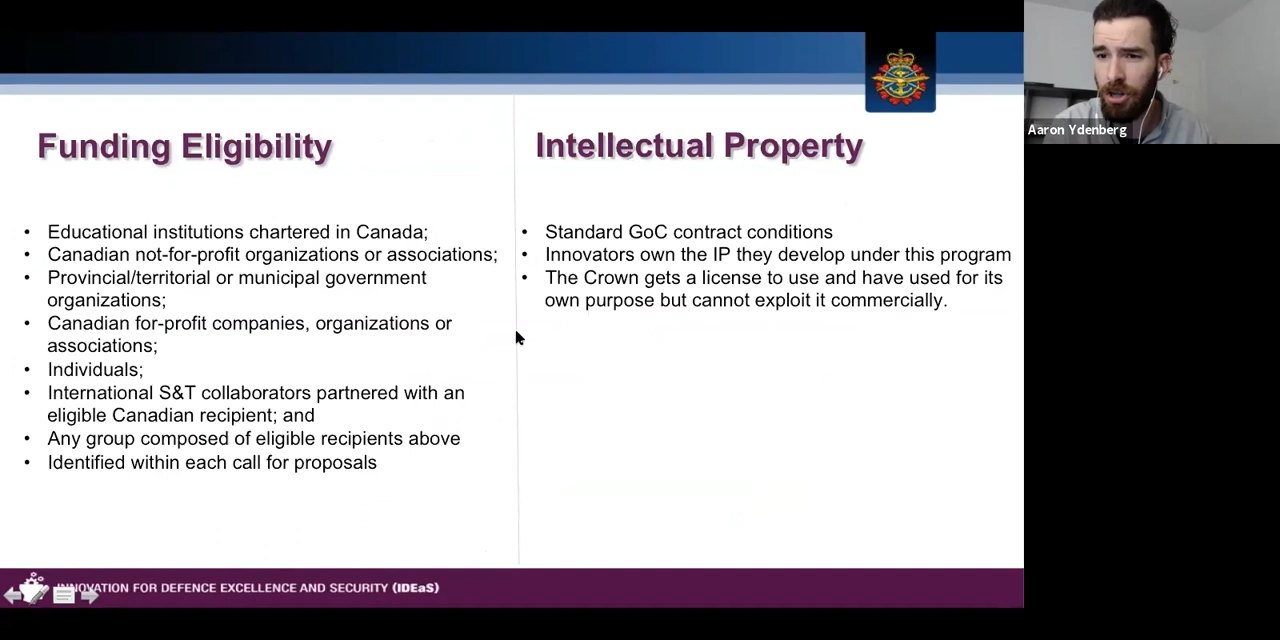 Funding Eligibility
• Educational institutions chartered in Canada;
• Canadian not-for-profit organizations or associations;
• Provincial/territorial or municipal government
organizations;
• Canadian for-profit companies, organizations or
associations;
• Individuals;
• International S&T collaborators partnered with an
eligible Canadian recipient; and
• Any group composed of eligible recipients above
• Identified within each call for proposals
Intellectual Property
• Standard GoC contract conditions
• Innovators own the IP they develop under this program
• The Crown gets a license to use and have used for its
own purpose but cannot exploit it commercially.
Aaron Ydenberg
INNOVATION FOR DEFENCE EXCELLENCE AND SECURITY (IDEaS)